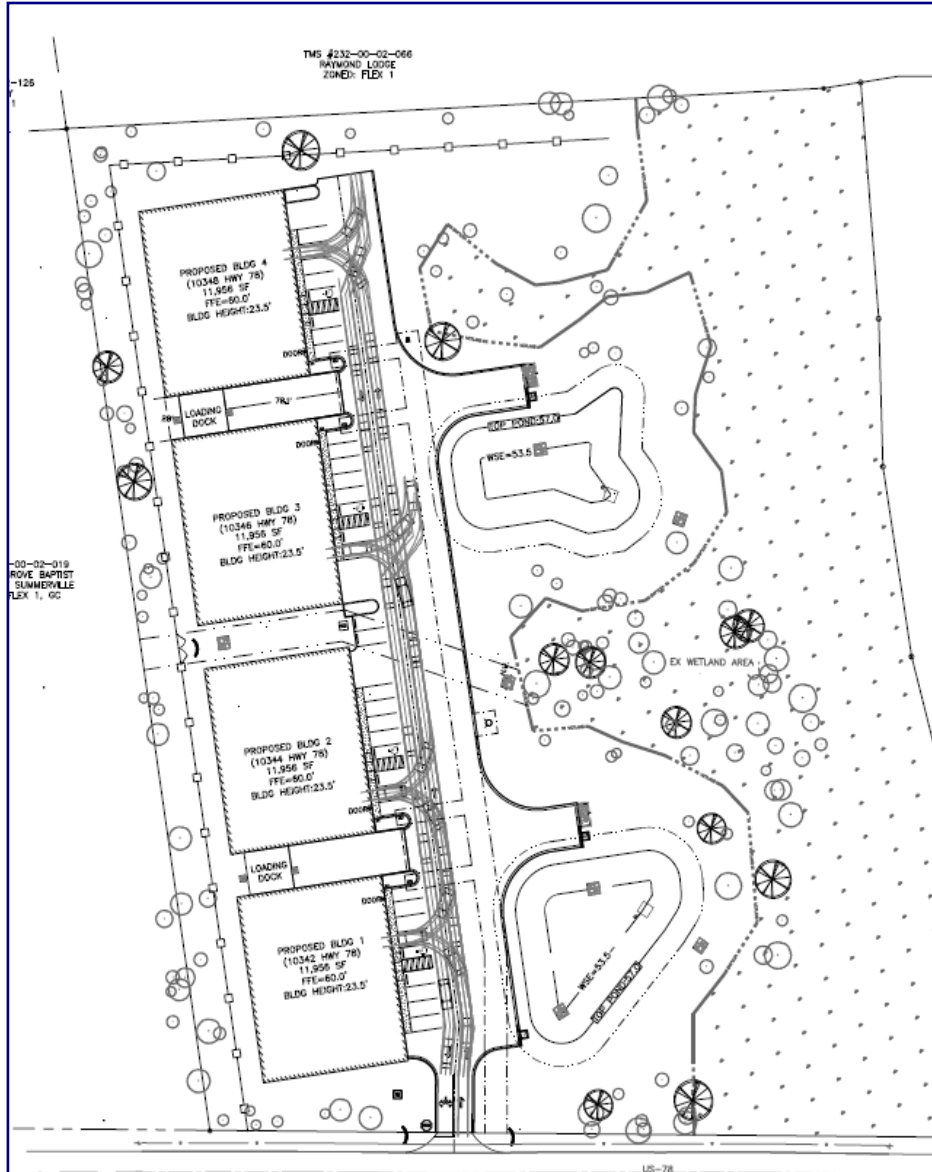 TMS #232-00-02-066
RAYMOND LODGE
ZONED: FLEX 1
-126
1
PROPOSED BLDG 4
(10348 HWY 78)
11,956 SF
FFE=60.0'
BLDG HEIGHT:23.5'
DOOR
LOADING
DOCK
TOP POND:57.0
WSE=53.5
DOOR
PROPOSED BLDG 3
(10346 HWY 78)
11,956 SF
FFE=60.0'
BLDG HEIGHT:23.5'
-00-02-019
ROVE BAPTIST
SUMMERVILLE
FLEX 1, GC
EX WETLAND AREA
PROPOSED BLDG 2
(10344 HWY 78)
11,956 SF
FFE=60.0'
BLDG HEIGHT:23.5'
DOOR
LOADING
DOCK
DOOR
PROPOSED BLDG 1
(10342 HWY 78)
11,956 SF
FFE=60.0'
BLDG HEIGHT:23.5'
WSE=53.5
TOP POND:57.0
US-78